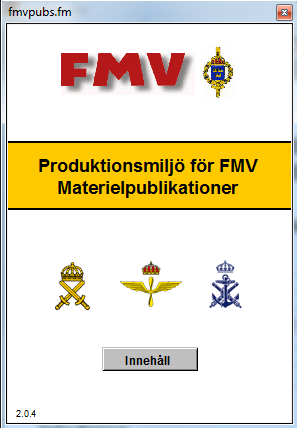 fmvpubs.fm
FMV
Produktionsmiljö för FMV
Materielpublikationer
Innehåll
2.0.4